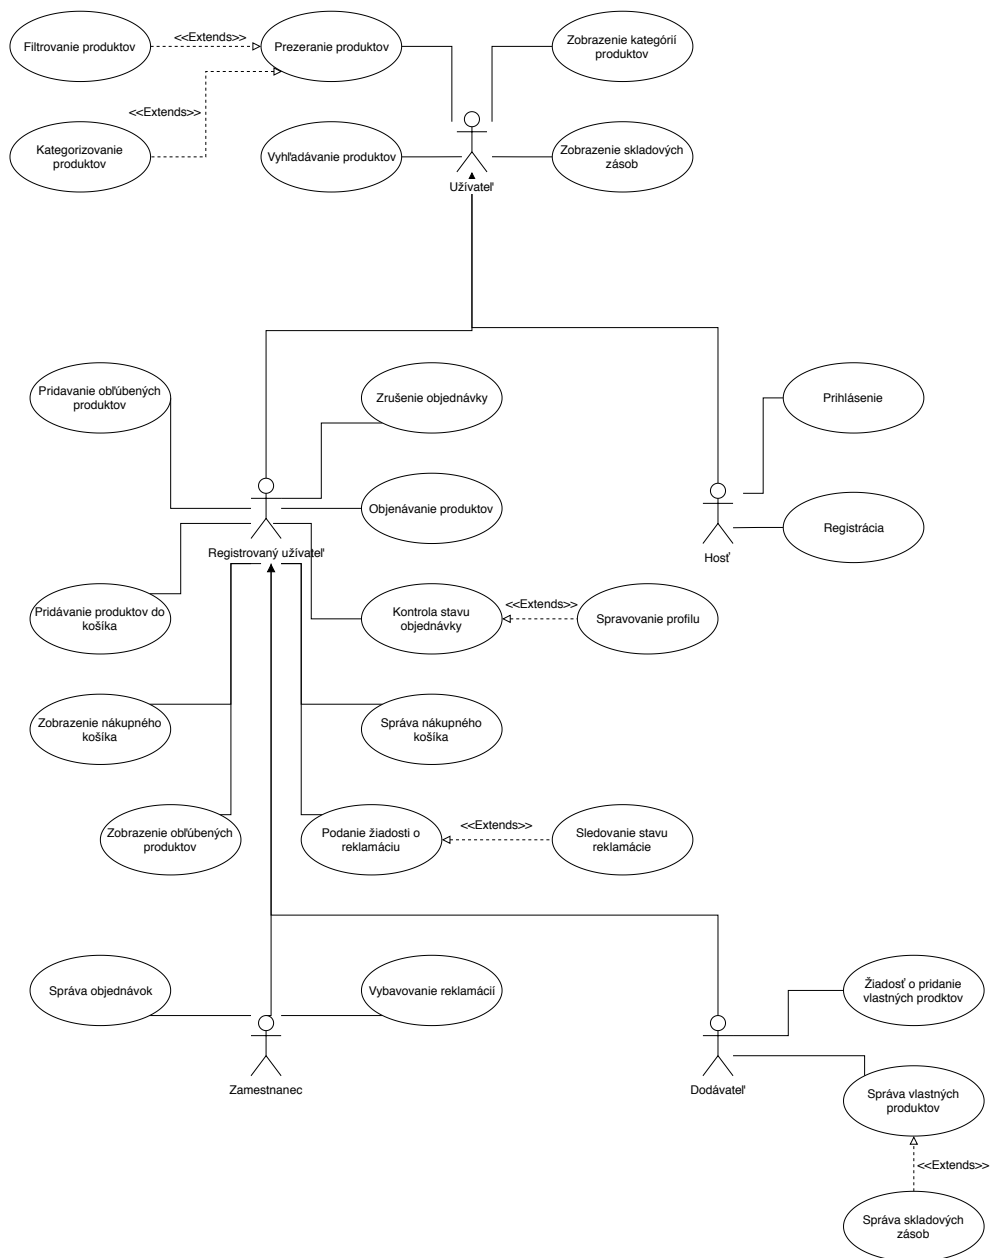 Filtrovanie produktov
<<Extends>>
Prezeranie produktov
Zobrazenie kategórií
produktov
<<Extends>>
Kategorizovanie
produktov
Vyhľadávanie produktov
Zobrazenie skladových
zásob
Užívateľ
Pridavanie obľúbených
produktov
Zrušenie objednávky
Prihlásenie
Objenávanie produktov
Registrácia
Registrovaný užívateľ
Hosť
Pridávanie produktov do
košíka
Kontrola stavu
objednávky
<<Extends>>
Spravovanie profilu
Zobrazenie nákupného
košíka
Správa nákupného
košíka
Zobrazenie obľúbených
produktov
Podanie žiadosti o
reklamáciu
<<Extends>>
Sledovanie stavu
reklamácie
Správa objednávok
Vybavovanie reklamácií
Žiadosť o pridanie
vlastných prodktov
Zamestnanec
Dodávateľ
Správa vlastných
produktov
<<Extends>>
Správa skladových
zásob